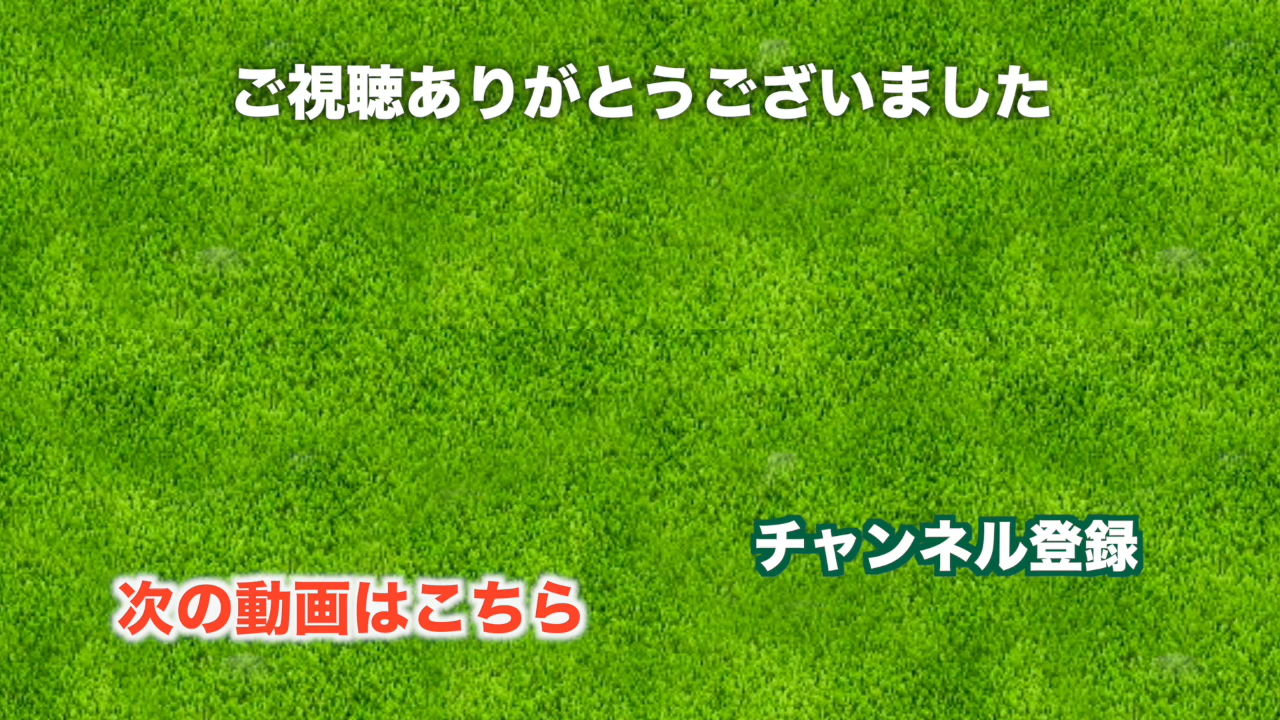 ご視聴ありがとうございました
チャンネル登録
次の動画はこちら